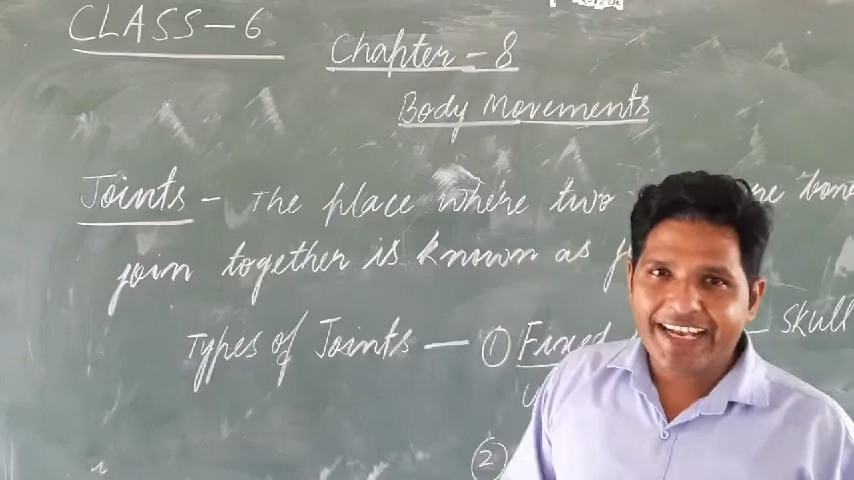 CLASS - 6
Chapter - 8
Body Movements
Joints - The place where two bone
join together is known as
Types of Joints - ① Fixed - Skull
②